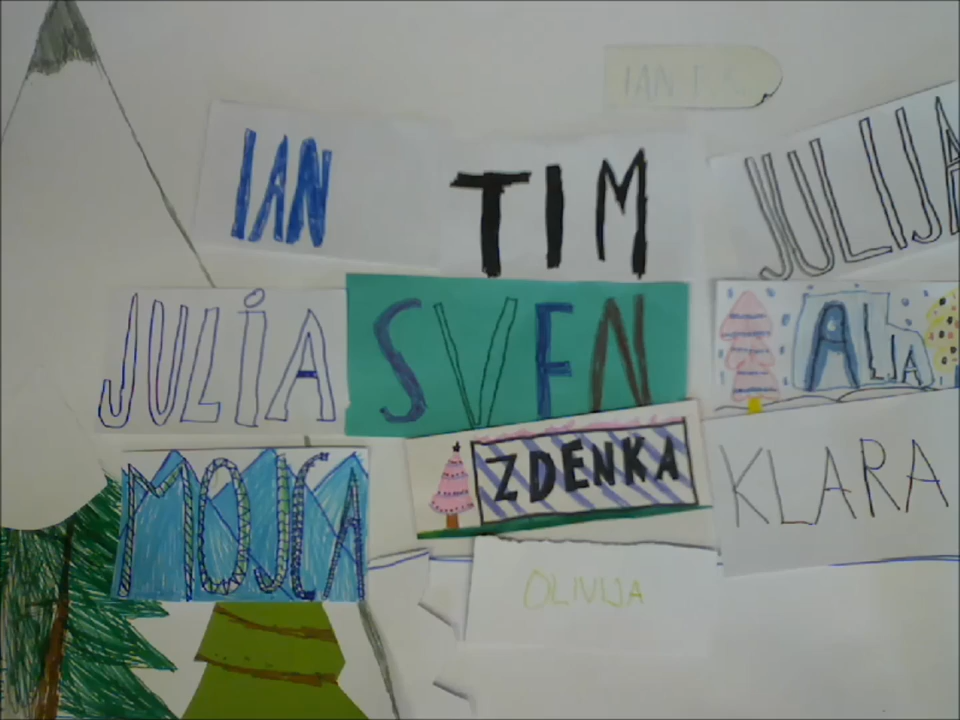 IAN
IAN
TIM
JULIJA
JULIA
SVEN
ALJA
MOJCA
ZDENKA
KLARA
OLIVIJA